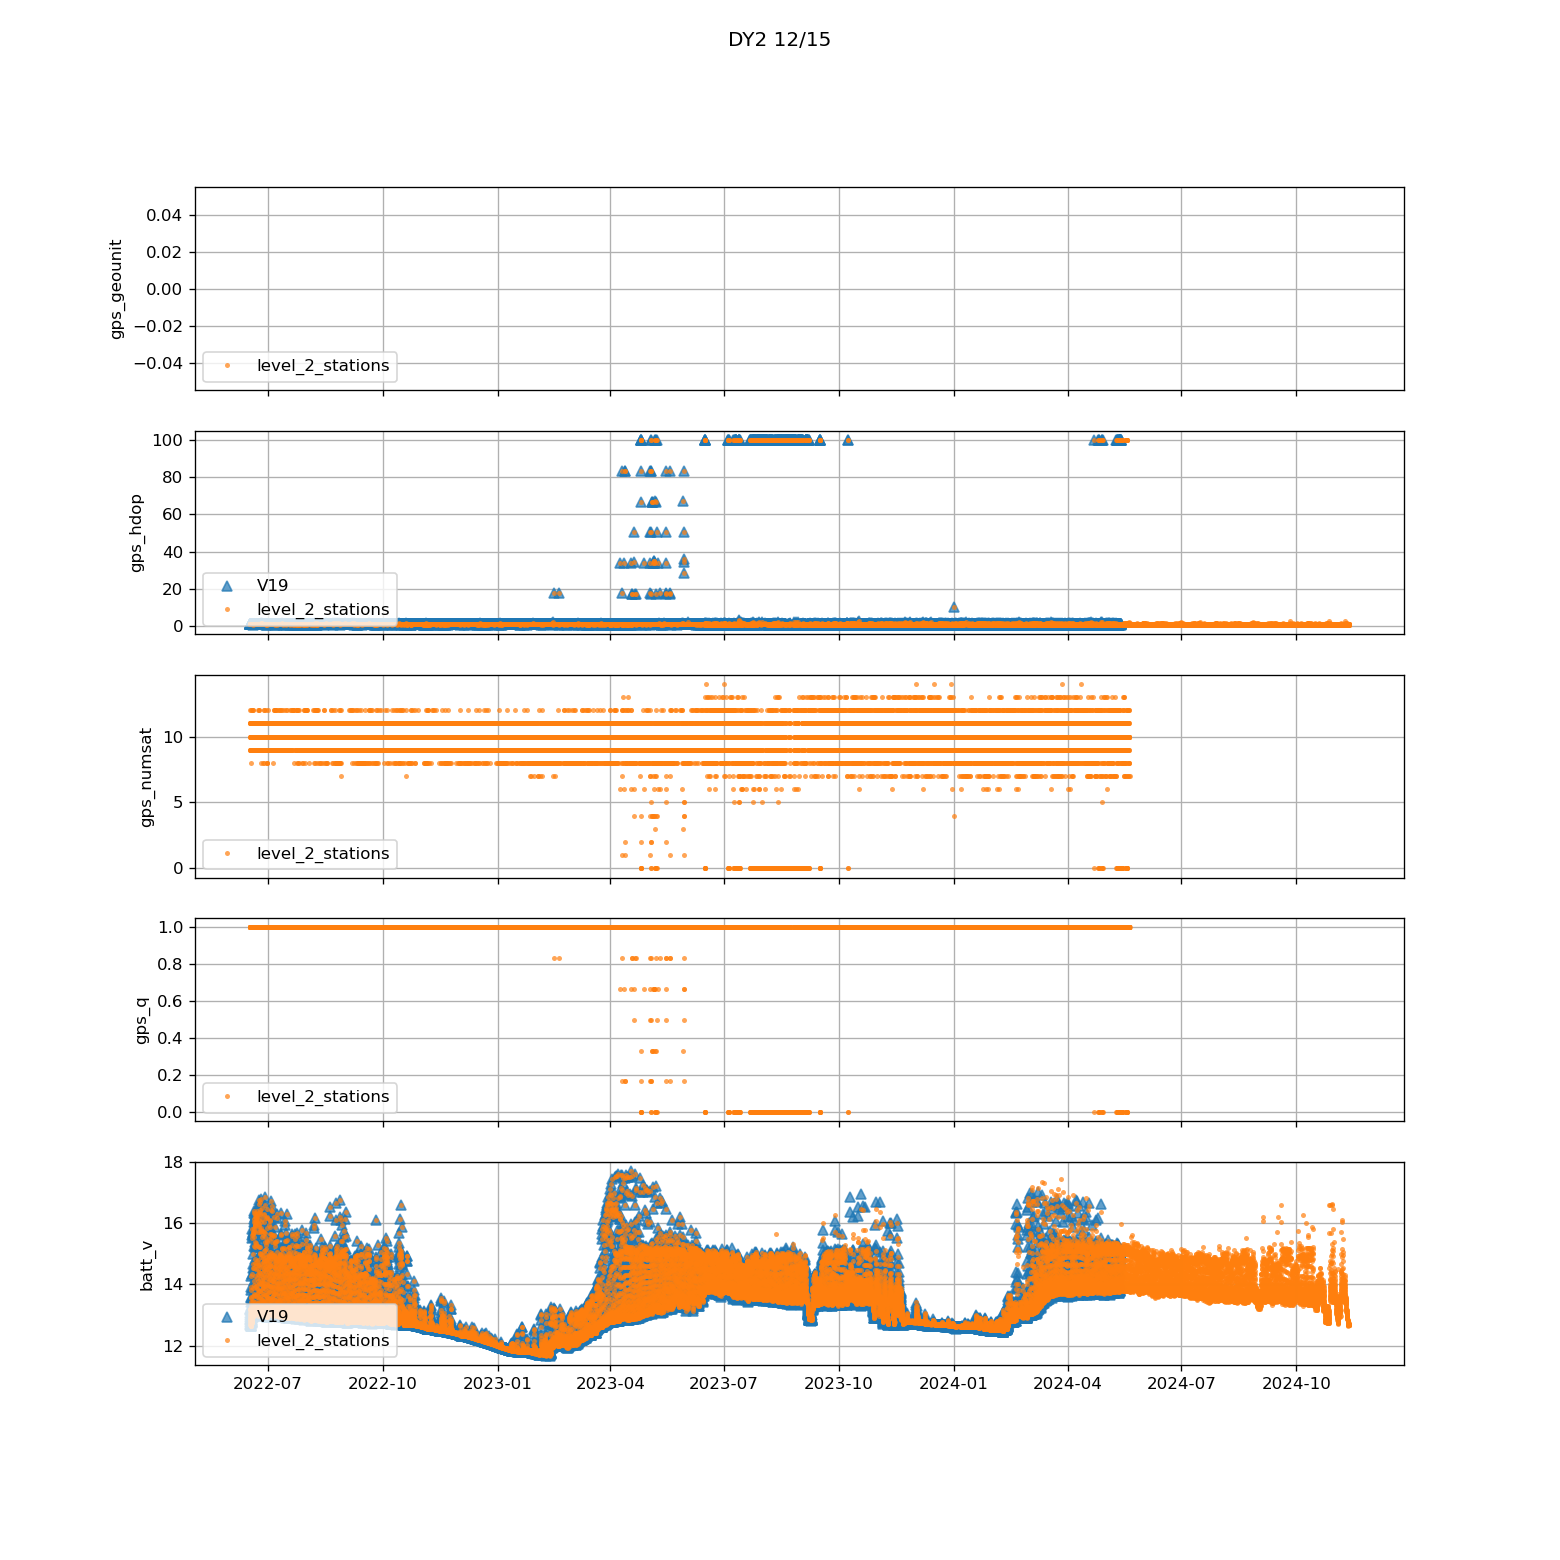 DY2 12/15
gps_geounit
0.04
0.02
0.00
−0.02
−0.04
level_2_stations
gps_hdop
100
80
60
40
20
0
V19
level_2_stations
gps_numsat
10
5
0
level_2_stations
gps_q
1.0
0.8
0.6
0.4
0.2
0.0
level_2_stations
batt_v
18
16
14
12
V19
level_2_stations
2022-07 2022-10 2023-01 2023-04 2023-07 2023-10 2024-01 2024-04 2024-07 2024-10